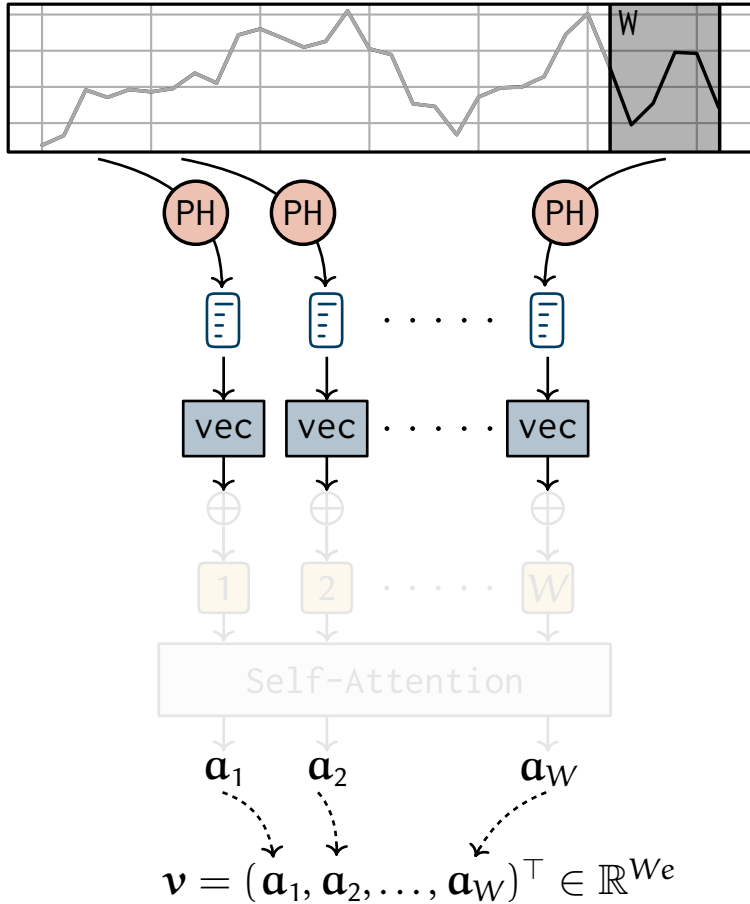 W
PH PH PH
. . . . .
vec vec . . . . . vec
1 2 . . . . . W
Self-Attention
a₁ a₂ a_W
v = (a₁, a₂, ..., a_W)^⊤ ∈ ℝ^{We}